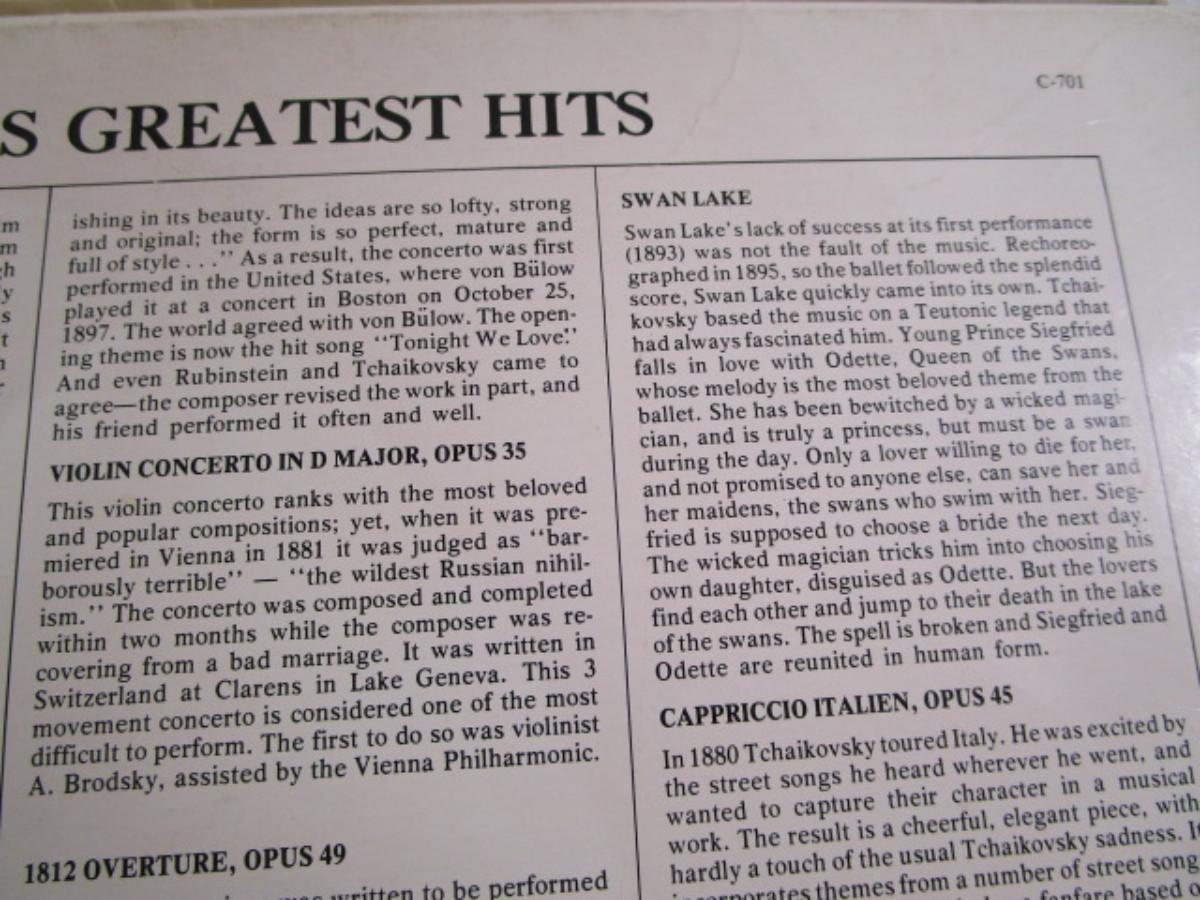 S GREATEST HITS
C-701
m
m
gh
y
s
t
ishing in its beauty. The ideas are so lofty, strong
and original; the form is so perfect, mature and
full of style . . ." As a result, the concerto was first
performed in the United States, where von Bülow
played it at a concert in Boston on October 25,
1897. The world agreed with von Bülow. The open-
ing theme is now the hit song "Tonight We Love."
And even Rubinstein and Tchaikovsky came to
agree—the composer revised the work in part, and
his friend performed it often and well.
VIOLIN CONCERTO IN D MAJOR, OPUS 35
This violin concerto ranks with the most beloved
and popular compositions; yet, when it was pre-
miered in Vienna in 1881 it was judged as "bar-
borously terrible" — "the wildest Russian nihil-
ism." The concerto was composed and completed
within two months while the composer was re-
covering from a bad marriage. It was written in
Switzerland at Clarens in Lake Geneva. This 3
movement concerto is considered one of the most
difficult to perform. The first to do so was violinist
A. Brodsky, assisted by the Vienna Philharmonic.
1812 OVERTURE, OPUS 49
written to be performed
SWAN LAKE
Swan Lake's lack of success at its first performance
(1893) was not the fault of the music. Rechoreo-
graphed in 1895, so the ballet followed the splendid
score, Swan Lake quickly came into its own. Tchai-
kovsky based the music on a Teutonic legend that
had always fascinated him. Young Prince Siegfried
falls in love with Odette, Queen of the Swans,
whose melody is the most beloved theme from the
ballet. She has been bewitched by a wicked magi-
cian, and is truly a princess, but must be a swan
during the day. Only a lover willing to die for her,
and not promised to anyone else, can save her and
her maidens, the swans who swim with her. Sieg-
fried is supposed to choose a bride the next day.
The wicked magician tricks him into choosing his
own daughter, disguised as Odette. But the lovers
find each other and jump to their death in the lake
of the swans. The spell is broken and Siegfried and
Odette are reunited in human form.
CAPPRICCIO ITALIEN, OPUS 45
In 1880 Tchaikovsky toured Italy. He was excited by
the street songs he heard wherever he went, and
wanted to capture their character in a musical
work. The result is a cheerful, elegant piece, with
hardly a touch of the usual Tchaikovsky sadness. It
incorporates themes from a number of street song
a fanfare based o